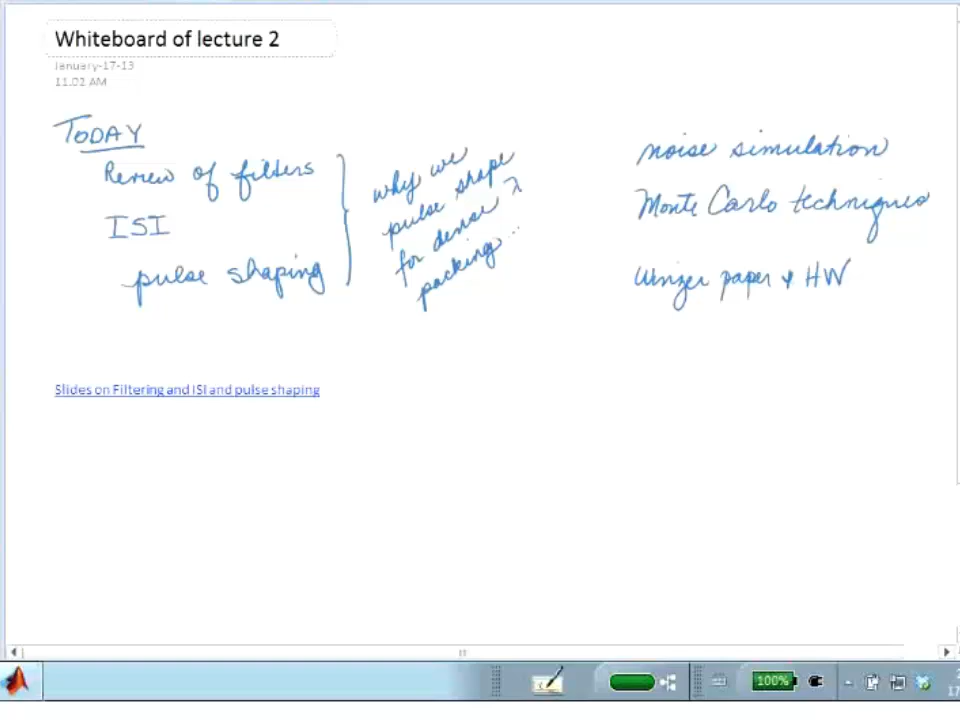 Whiteboard of lecture 2
January-17-13
11:02 AM
TODAY
Review of filters
ISI
pulse shaping
why we
pulse shape
for dense λ
packing...
noise simulation
Monte Carlo techniques
Winzer paper & HW
Slides on Filtering and ISI and pulse shaping
100%
17